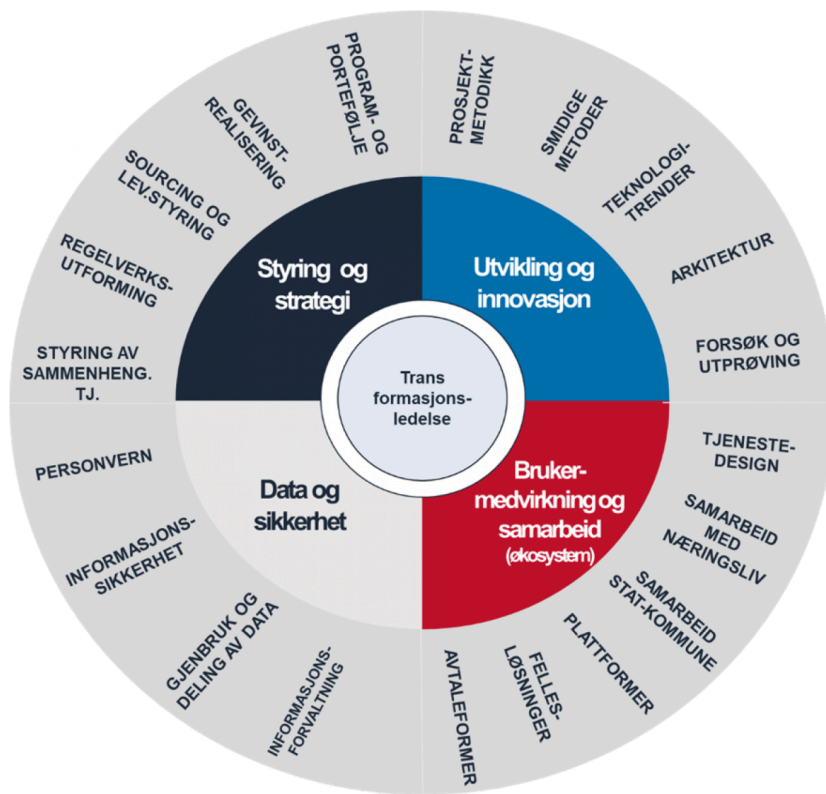 PROGRAM- OG
PORTEFØLJE
GEVINST-
REALISERING
SOURCING OG
LEV.STYRING
REGELVERKS-
UTFORMING
STYRING AV
SAMMENHENG.
TJ.
PROSJEKT-
METODIKK
SMIDIGE
METODER
TEKNOLOGI-
TRENDER
ARKITEKTUR
FORSØK OG
UTPRØVING
Styring og
strategi
Utvikling og
innovasjon
Trans
formasjons-
ledelse
Data og
sikkerhet
Bruker-
medvirkning og
samarbeid
(økosystem)
PERSONVERN
INFORMASJONS-
SIKKERHET
GJENBRUK OG
DELING AV DATA
INFORMASJONS-
FORVALTNING
TJENESTE-
DESIGN
SAMARBEID
MED
NÆRINGSLIV
SAMARBEID
STAT-KOMMUNE
PLATTFORMER
FELLES-
LØSNINGER
AVTALEFORMER